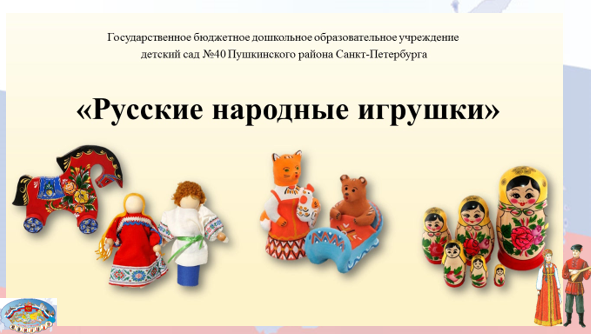 Государственное бюджетное дошкольное образовательное учреждение
детский сад №40 Пушкинского района Санкт-Петербурга
«Русские народные игрушки»